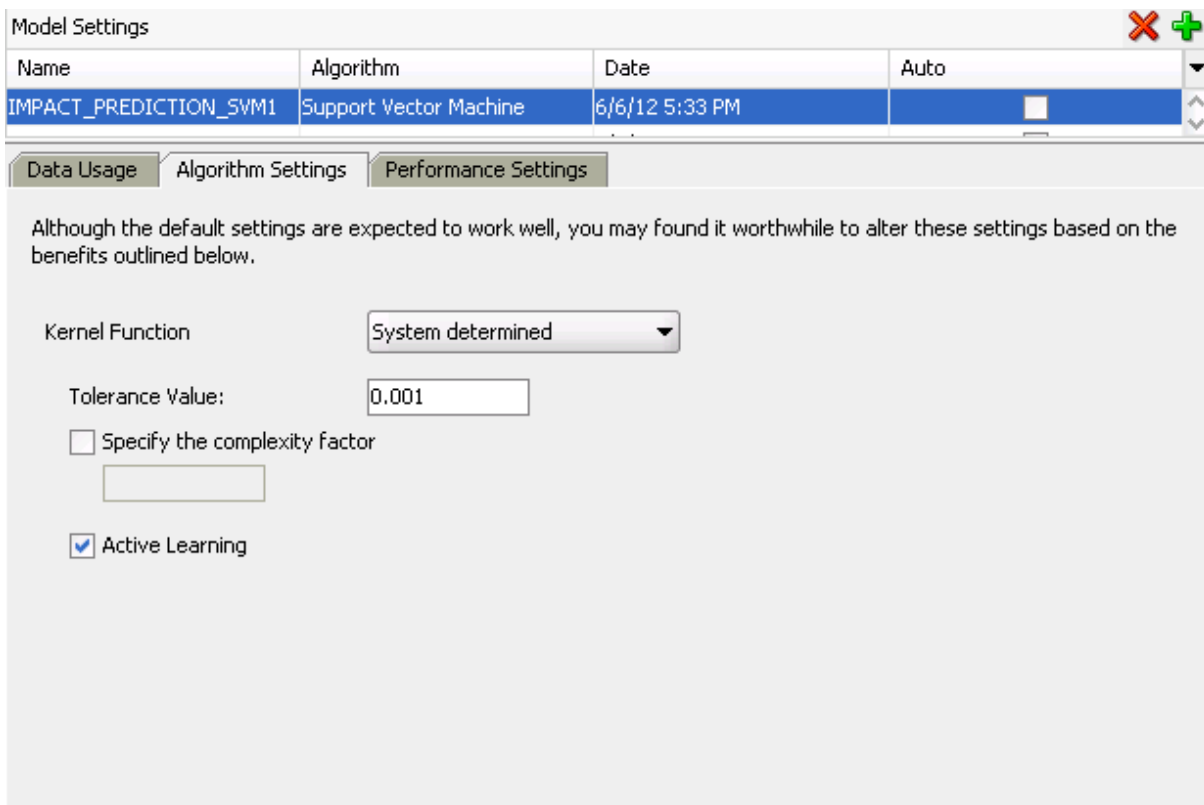 Model Settings
Name Algorithm Date Auto
IMPACT_PREDICTION_SVM1 Support Vector Machine 6/6/12 5:33 PM
Data Usage Algorithm Settings Performance Settings
Although the default settings are expected to work well, you may found it worthwhile to alter these settings based on the
benefits outlined below.
Kernel Function System determined
Tolerance Value: 0.001
Specify the complexity factor
Active Learning